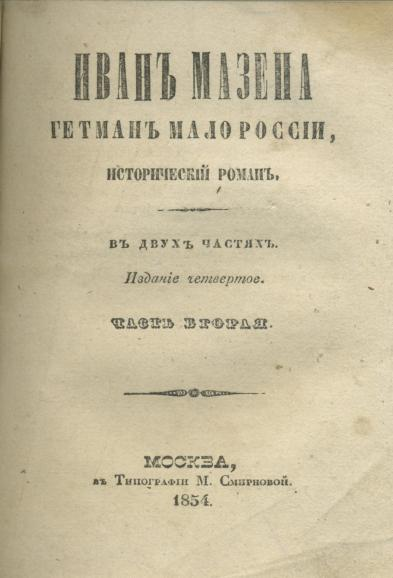 ИВАНЪ МАЗЕПА
ГЕТМАНЪ МАЛОРОССІИ,
ИСТОРИЧЕСКІЙ РОМАНЪ,
ВЪ ДВУХЪ ЧАСТЯХЪ.
Изданіе четвертое.
ЧАСТЬ ВТОРАЯ.
МОСКВА,
въ Типографіи М. Смирновой.
1854.